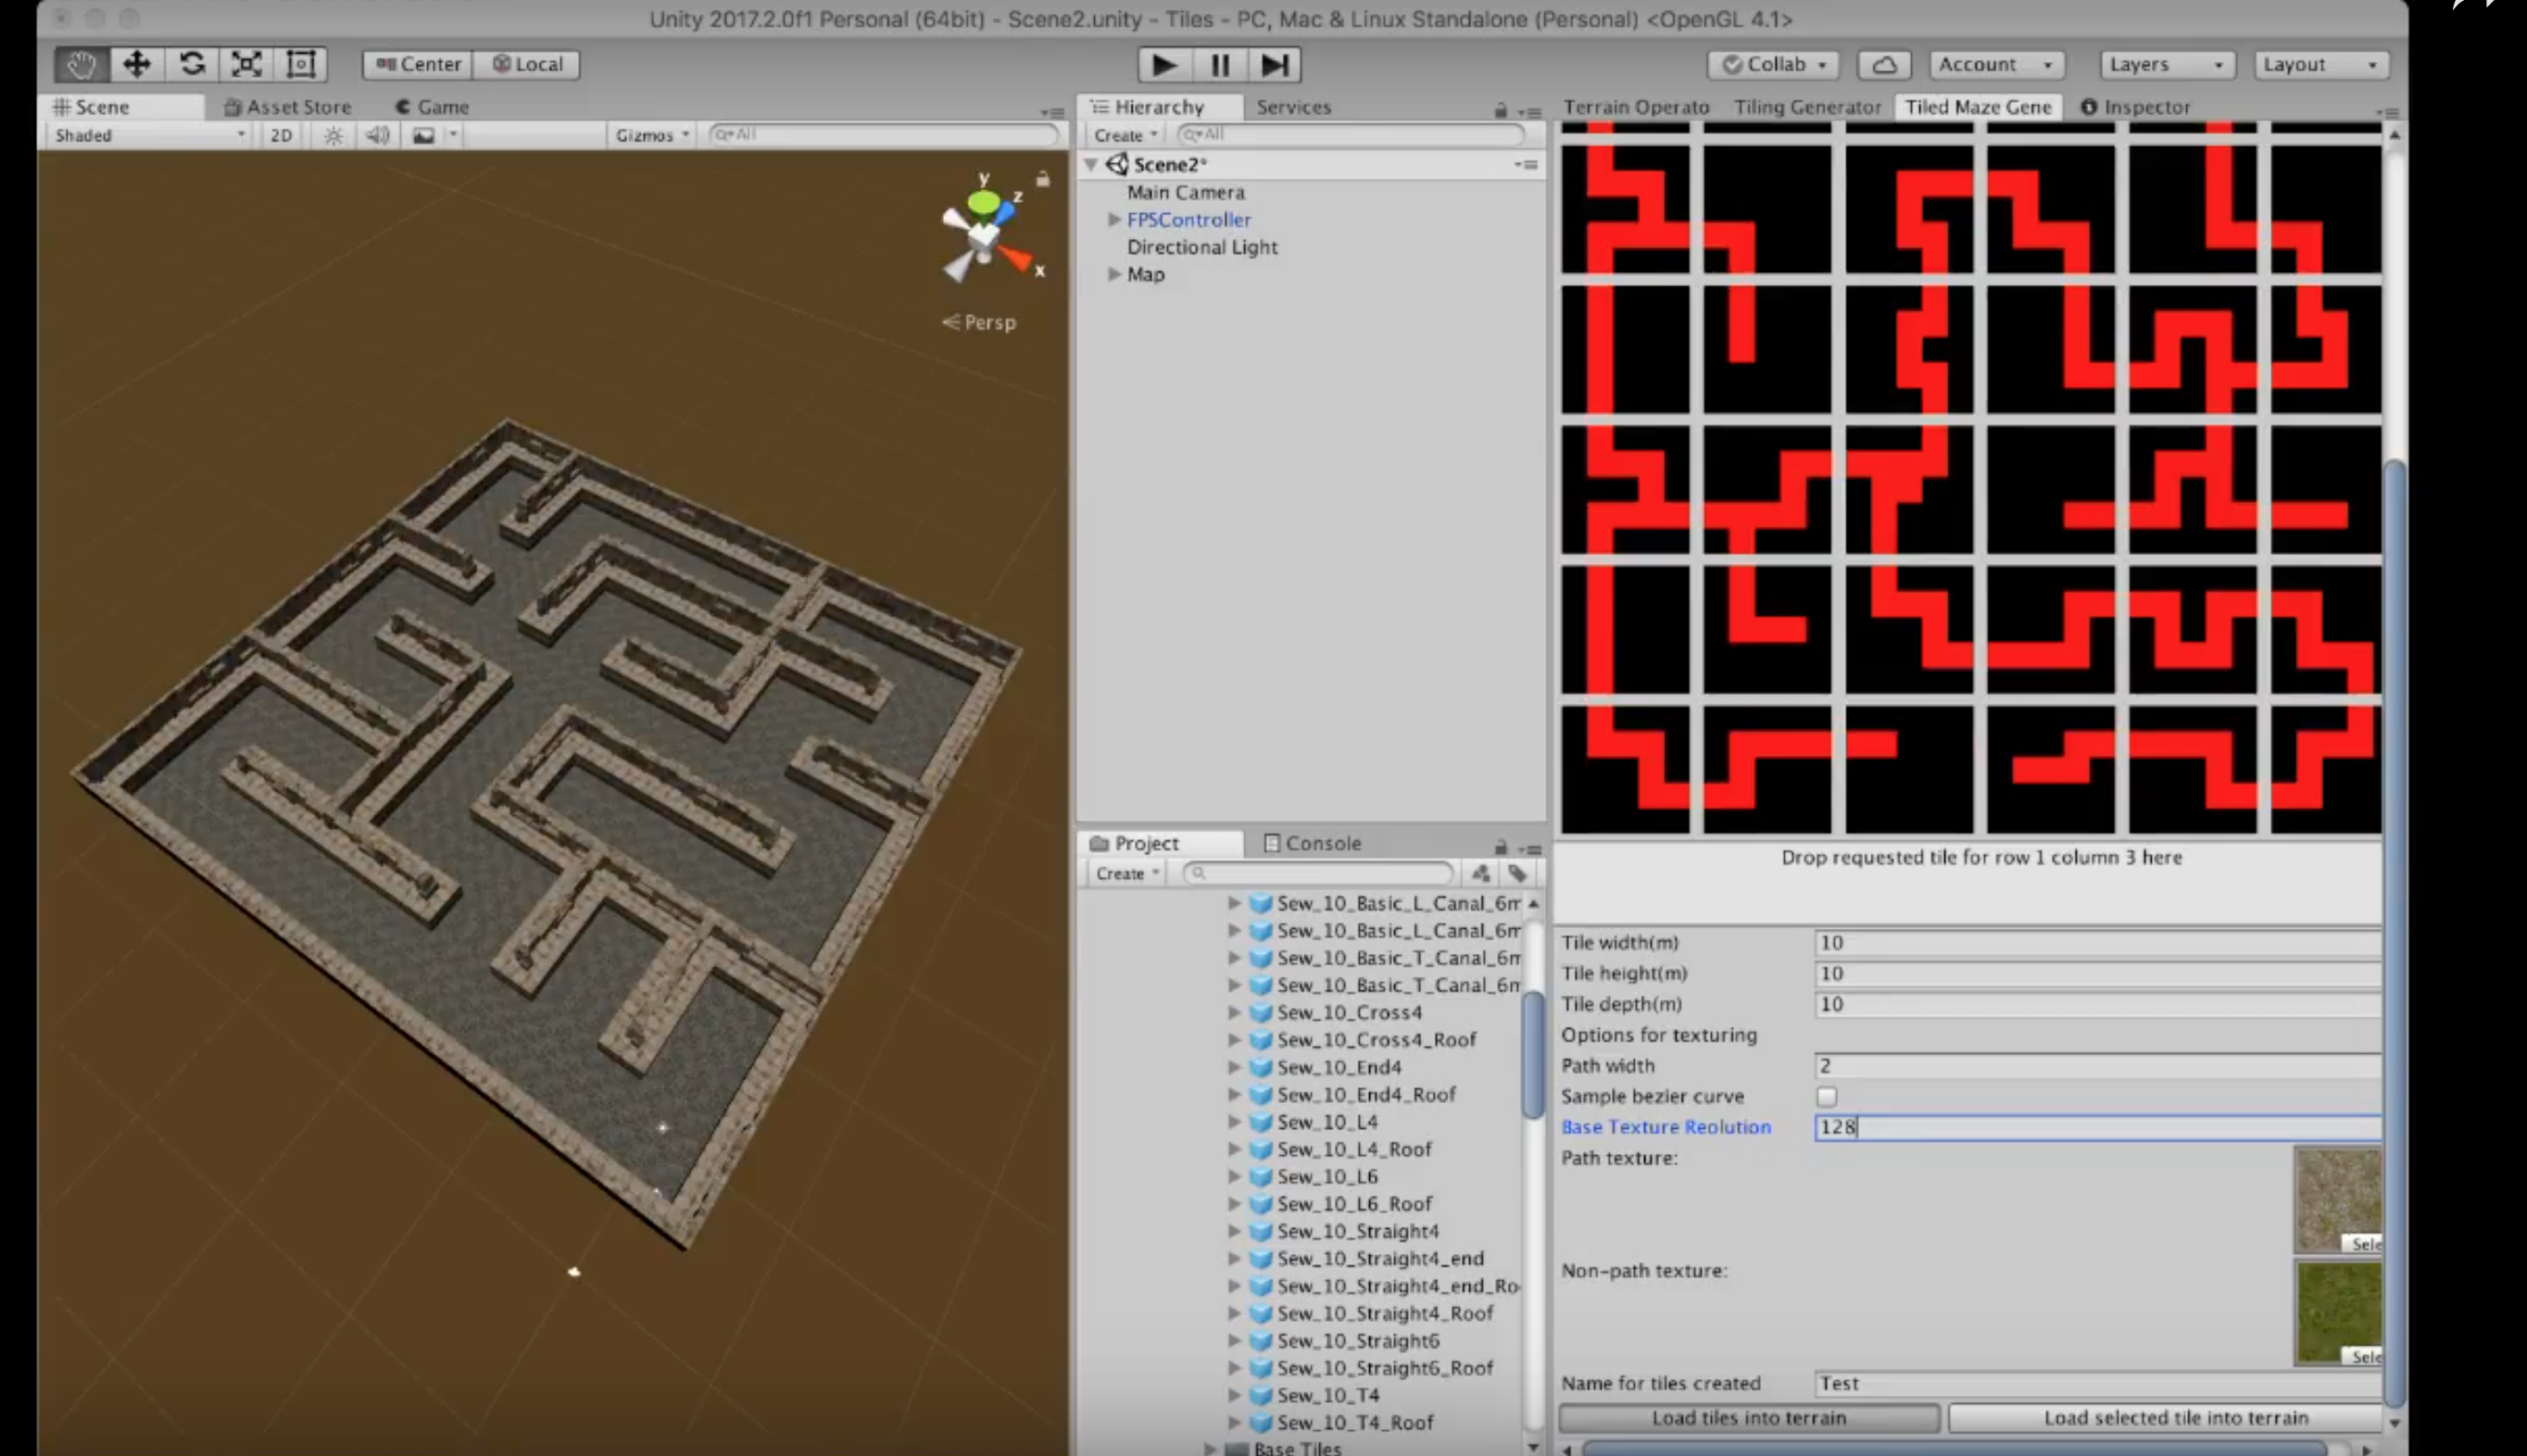 Unity 2017.2.0f1 Personal (64bit) - Scene2.unity - Tiles - PC, Mac & Linux Standalone (Personal) <OpenGL 4.1>
Center Local Collab Account Layers Layout
Scene Asset Store Game
Shaded 2D Gizmos All
y
z
x
Persp
Hierarchy Services
Create All
Scene2*
Main Camera
FPSController
Directional Light
Map
Project Console
Create
Sew_10_Basic_L_Canal_6m
Sew_10_Basic_L_Canal_6m
Sew_10_Basic_T_Canal_6m
Sew_10_Basic_T_Canal_6m
Sew_10_Cross4
Sew_10_Cross4_Roof
Sew_10_End4
Sew_10_End4_Roof
Sew_10_L4
Sew_10_L4_Roof
Sew_10_L6
Sew_10_L6_Roof
Sew_10_Straight4
Sew_10_Straight4_end
Sew_10_Straight4_end_Ro
Sew_10_Straight4_Roof
Sew_10_Straight6
Sew_10_Straight6_Roof
Sew_10_T4
Sew_10_T4_Roof
Base Tiles
Terrain Operato Tiling Generator Tiled Maze Gene Inspector
Drop requested tile for row 1 column 3 here
Tile width(m) 10
Tile height(m) 10
Tile depth(m) 10
Options for texturing
Path width 2
Sample bezier curve
Base Texture Reolution 128
Path texture:
Sele
Non-path texture:
Sele
Name for tiles created Test
Load tiles into terrain Load selected tile into terrain